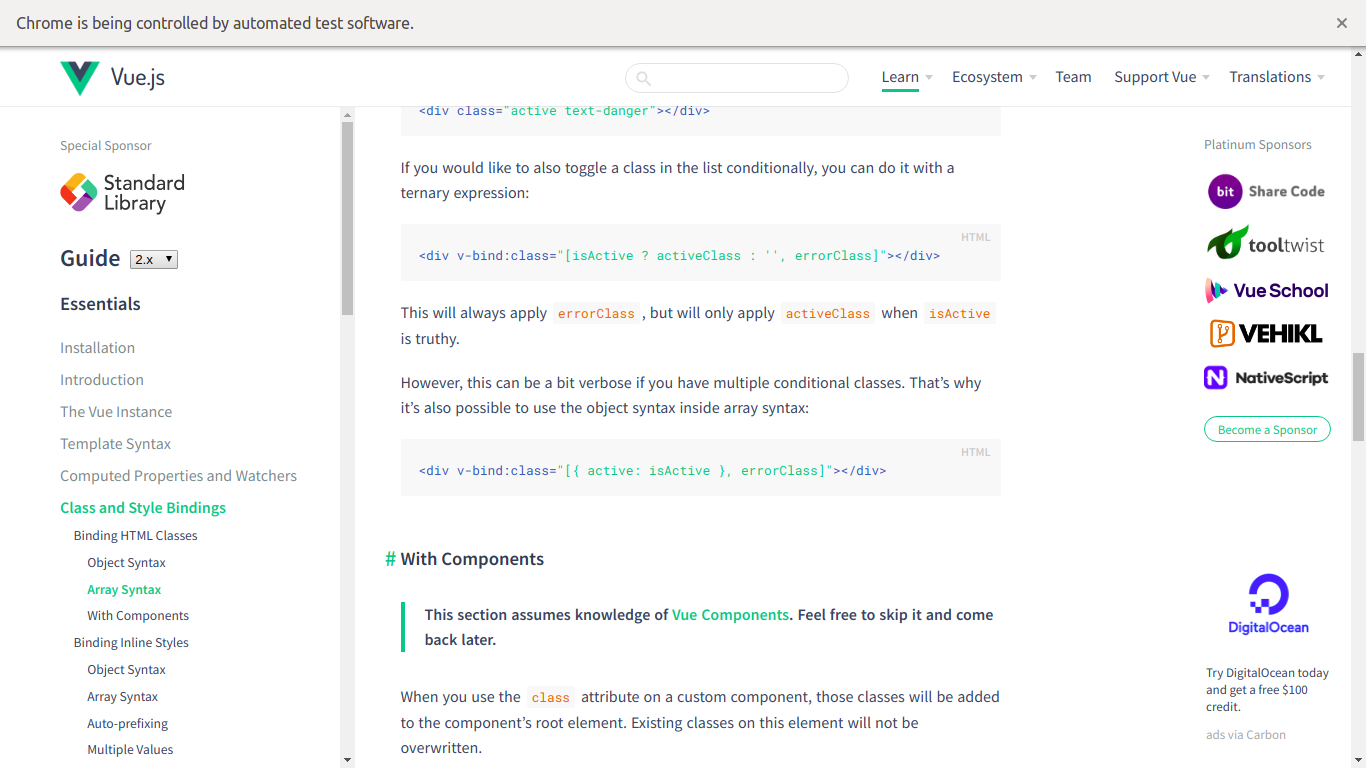 Chrome is being controlled by automated test software.
Vue.js
Learn
Ecosystem
Team
Support Vue
Translations
Special Sponsor
Standard
Library
Guide
2.x
Essentials
Installation
Introduction
The Vue Instance
Template Syntax
Computed Properties and Watchers
Class and Style Bindings
Binding HTML Classes
Object Syntax
Array Syntax
With Components
Binding Inline Styles
Object Syntax
Array Syntax
Auto-prefixing
Multiple Values
<div class="active text-danger"></div>
If you would like to also toggle a class in the list conditionally, you can do it with a
ternary expression:
HTML
<div v-bind:class="[isActive ? activeClass : '', errorClass]"></div>
This will always apply errorClass , but will only apply activeClass when isActive
is truthy.
However, this can be a bit verbose if you have multiple conditional classes. That’s why
it’s also possible to use the object syntax inside array syntax:
HTML
<div v-bind:class="[{ active: isActive }, errorClass]"></div>
# With Components
This section assumes knowledge of Vue Components. Feel free to skip it and come
back later.
When you use the class attribute on a custom component, those classes will be added
to the component’s root element. Existing classes on this element will not be
overwritten.
Platinum Sponsors
bit Share Code
tooltwist
Vue School
VEHIKL
N NativeScript
Become a Sponsor
DigitalOcean
Try DigitalOcean today
and get a free $100
credit.
ads via Carbon